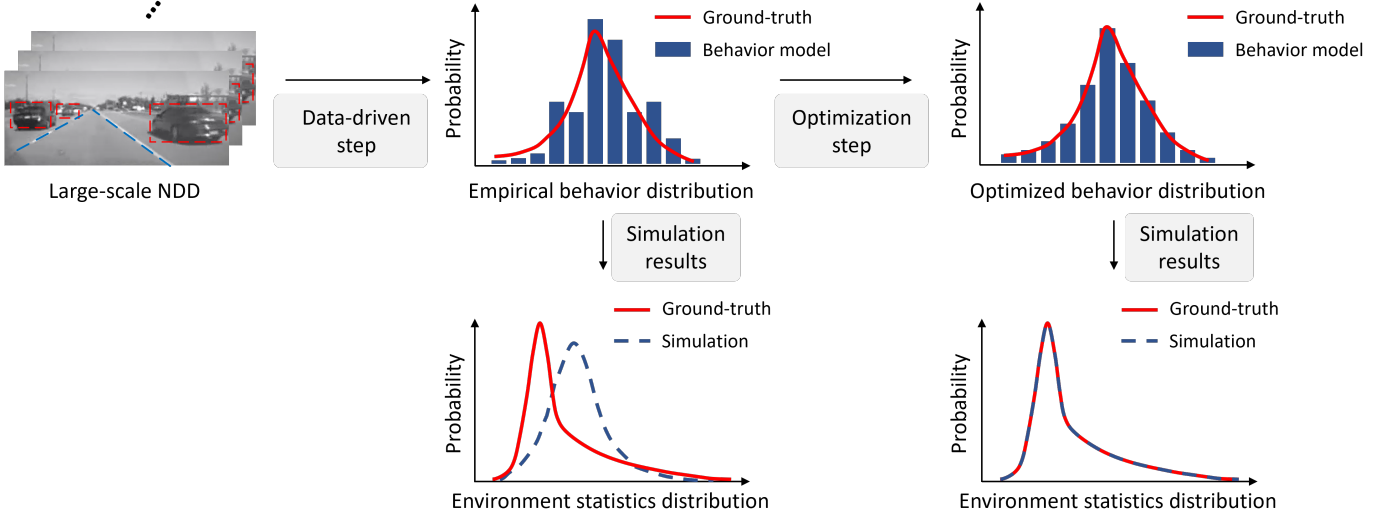 Large-scale NDD
Data-driven
step
Probability
Ground-truth
Behavior model
Empirical behavior distribution
Optimization
step
Probability
Ground-truth
Behavior model
Optimized behavior distribution
Simulation
results
Simulation
results
Probability
Ground-truth
Simulation
Environment statistics distribution
Probability
Ground-truth
Simulation
Environment statistics distribution